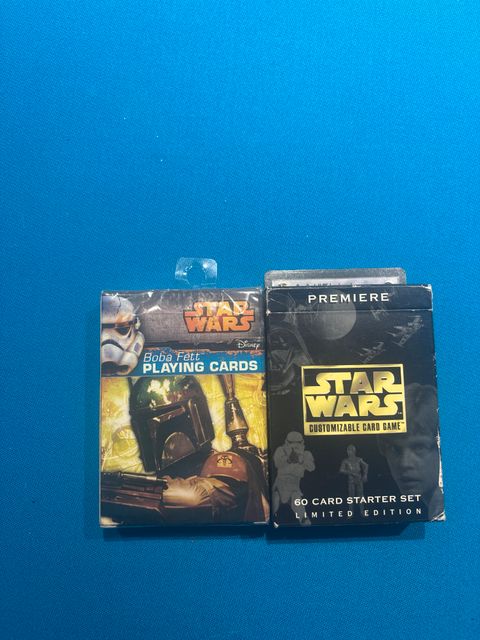 STAR
WARS
Disney
Boba Fett
PLAYING CARDS
PREMIERE
STAR
WARS
CUSTOMIZABLE CARD GAME
60 CARD STARTER SET
LIMITED EDITION